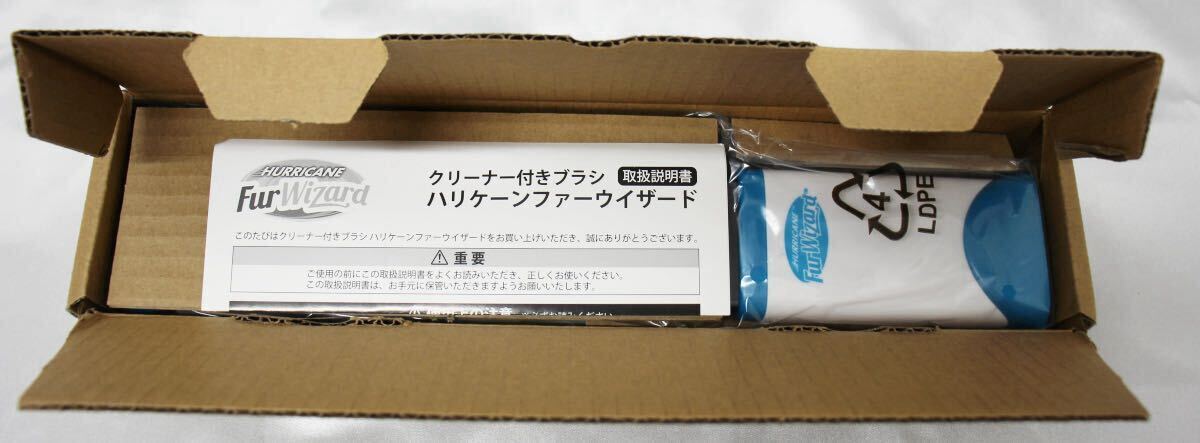 HURRICANE
FurWizard
クリーナー付きブラシ 取扱説明書
ハリケーンファーウイザード
このたびはクリーナー付きブラシ ハリケーンファーウイザードをお買い上げいただき、誠にありがとうございます。
重要
ご使用の前にこの取扱説明書をよくお読みいただき、正しくお使いください。
この取扱説明書は、お手元に保管いただきますようお願いいたします。
HURRICANE
FurWizard
4
LDPE